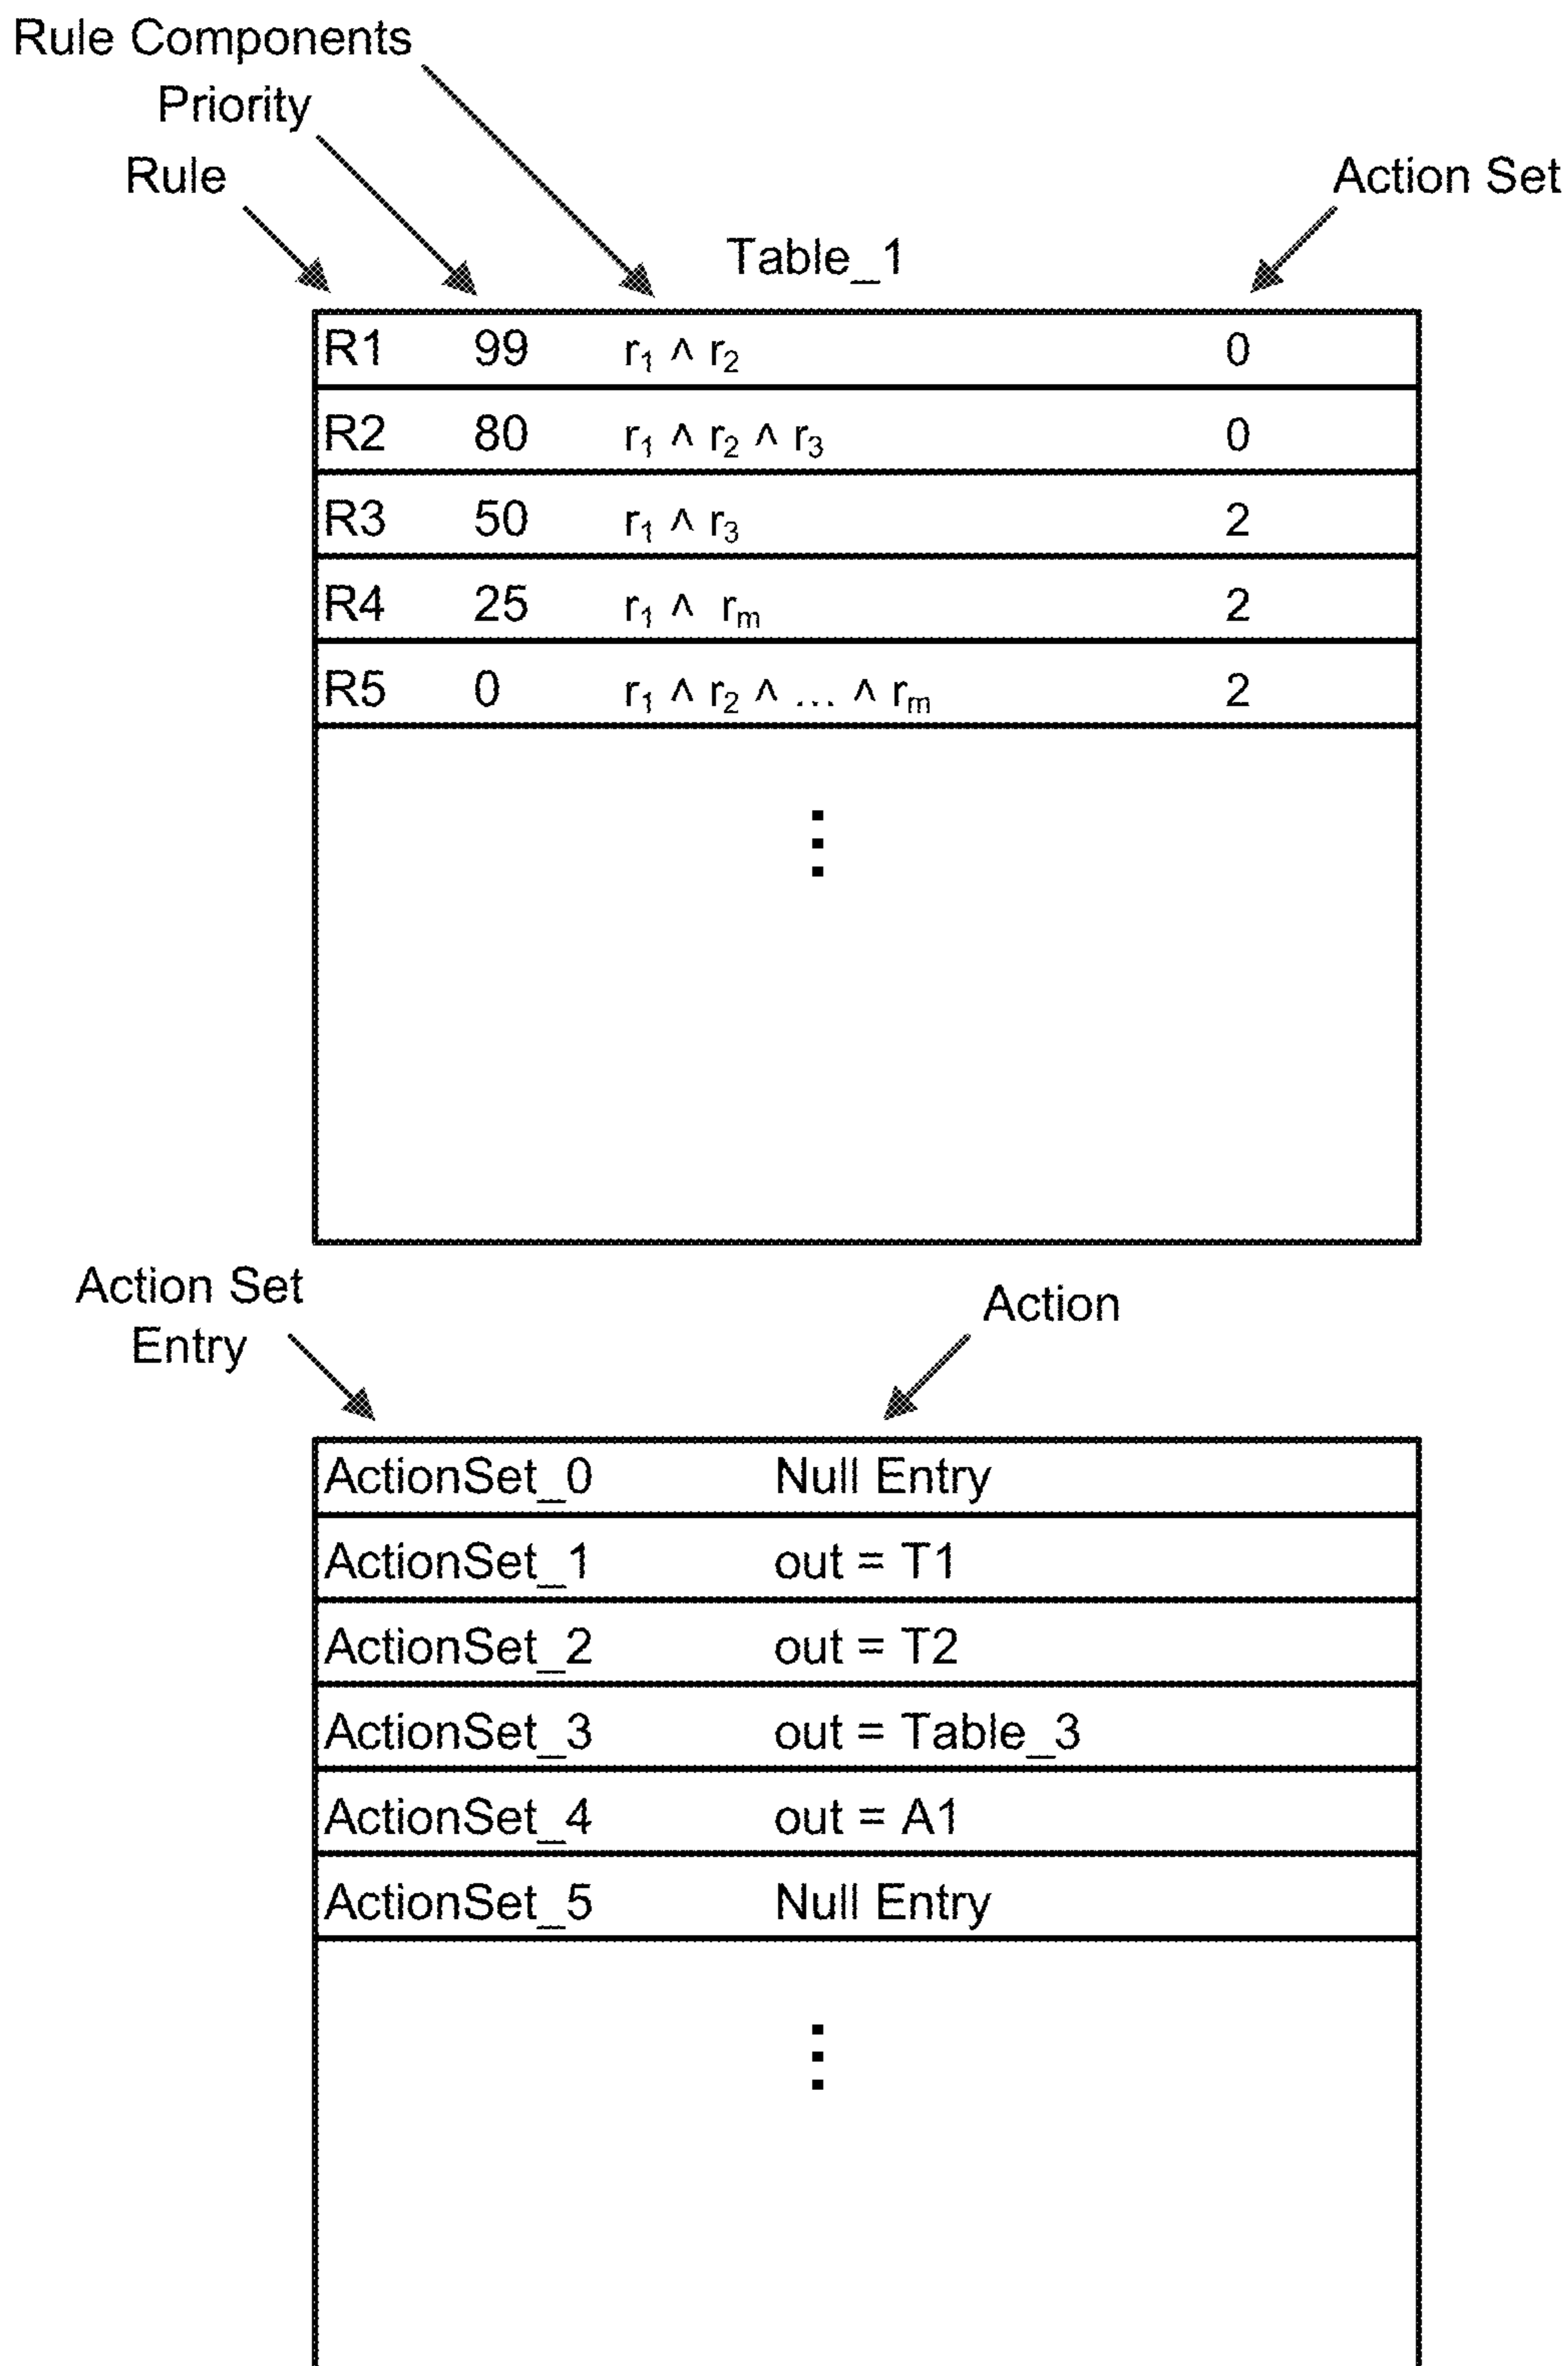 Rule Components
Priority
Rule
Action Set
Table_1
R1 99 r₁ ∧ r₂ 0
R2 80 r₁ ∧ r₂ ∧ r₃ 0
R3 50 r₁ ∧ r₃ 2
R4 25 r₁ ∧ rₘ 2
R5 0 r₁ ∧ r₂ ∧ … ∧ rₘ 2
⋮
Action Set
Entry
Action
ActionSet_0 Null Entry
ActionSet_1 out = T1
ActionSet_2 out = T2
ActionSet_3 out = Table_3
ActionSet_4 out = A1
ActionSet_5 Null Entry
⋮